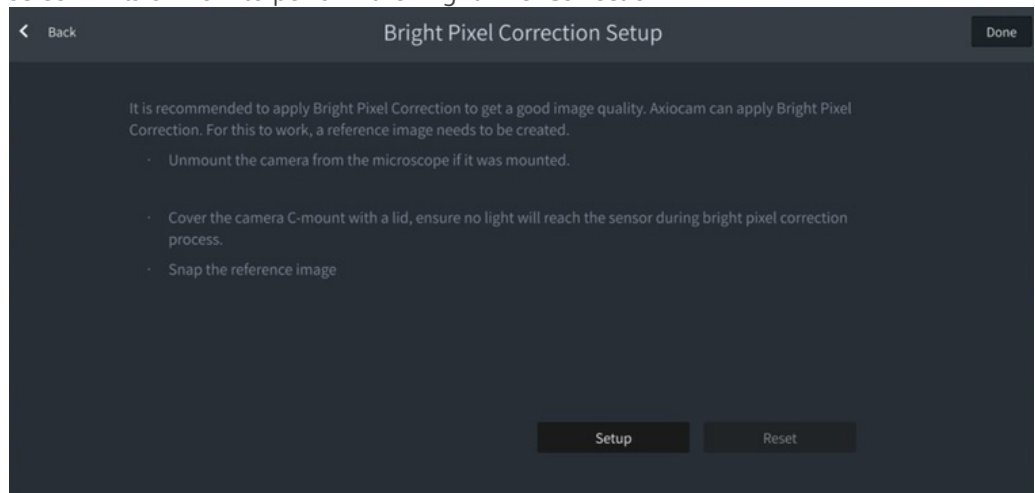 Back
Bright Pixel Correction Setup
Done
It is recommended to apply Bright Pixel Correction to get a good image quality. Axiocam can apply Bright Pixel
Correction. For this to work, a reference image needs to be created.
· Unmount the camera from the microscope if it was mounted.
· Cover the camera C-mount with a lid, ensure no light will reach the sensor during bright pixel correction
process.
· Snap the reference image
Setup
Reset